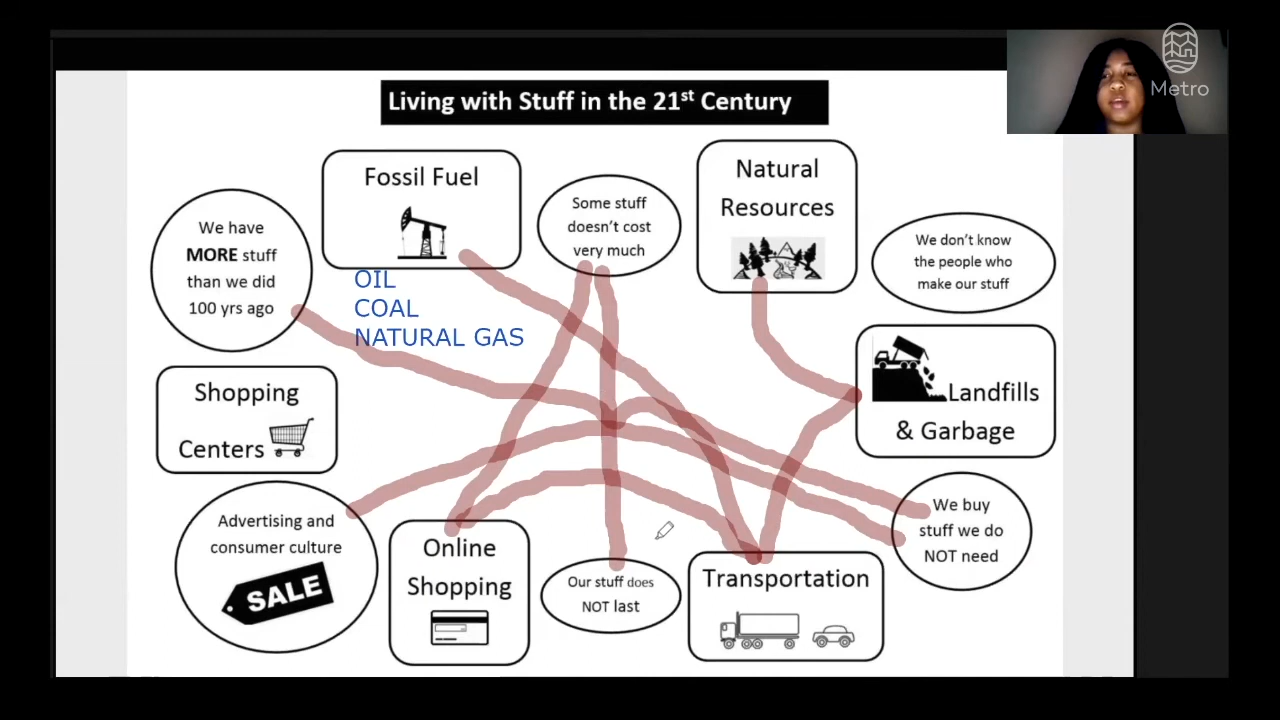 Metro
Living with Stuff in the 21st Century
Fossil Fuel
OIL
COAL
NATURAL GAS
Some stuff
doesn't cost
very much
Natural
Resources
We have
MORE stuff
than we did
100 yrs ago
We don't know
the people who
make our stuff
Shopping
Centers
Landfills
& Garbage
Advertising and
consumer culture
SALE
Online
Shopping
Our stuff does
NOT last
Transportation
We buy
stuff we do
NOT need